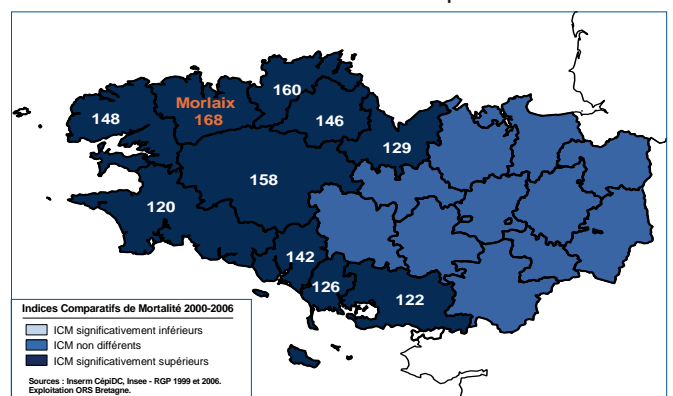 160
Morlaix
168
148
146
129
158
120
142
126
122
Indices Comparatifs de Mortalité 2000-2006
ICM significativement inférieurs
ICM non différents
ICM significativement supérieurs
Sources : Inserm CépiDC, Insee - RGP 1999 et 2006.
Exploitation ORS Bretagne.